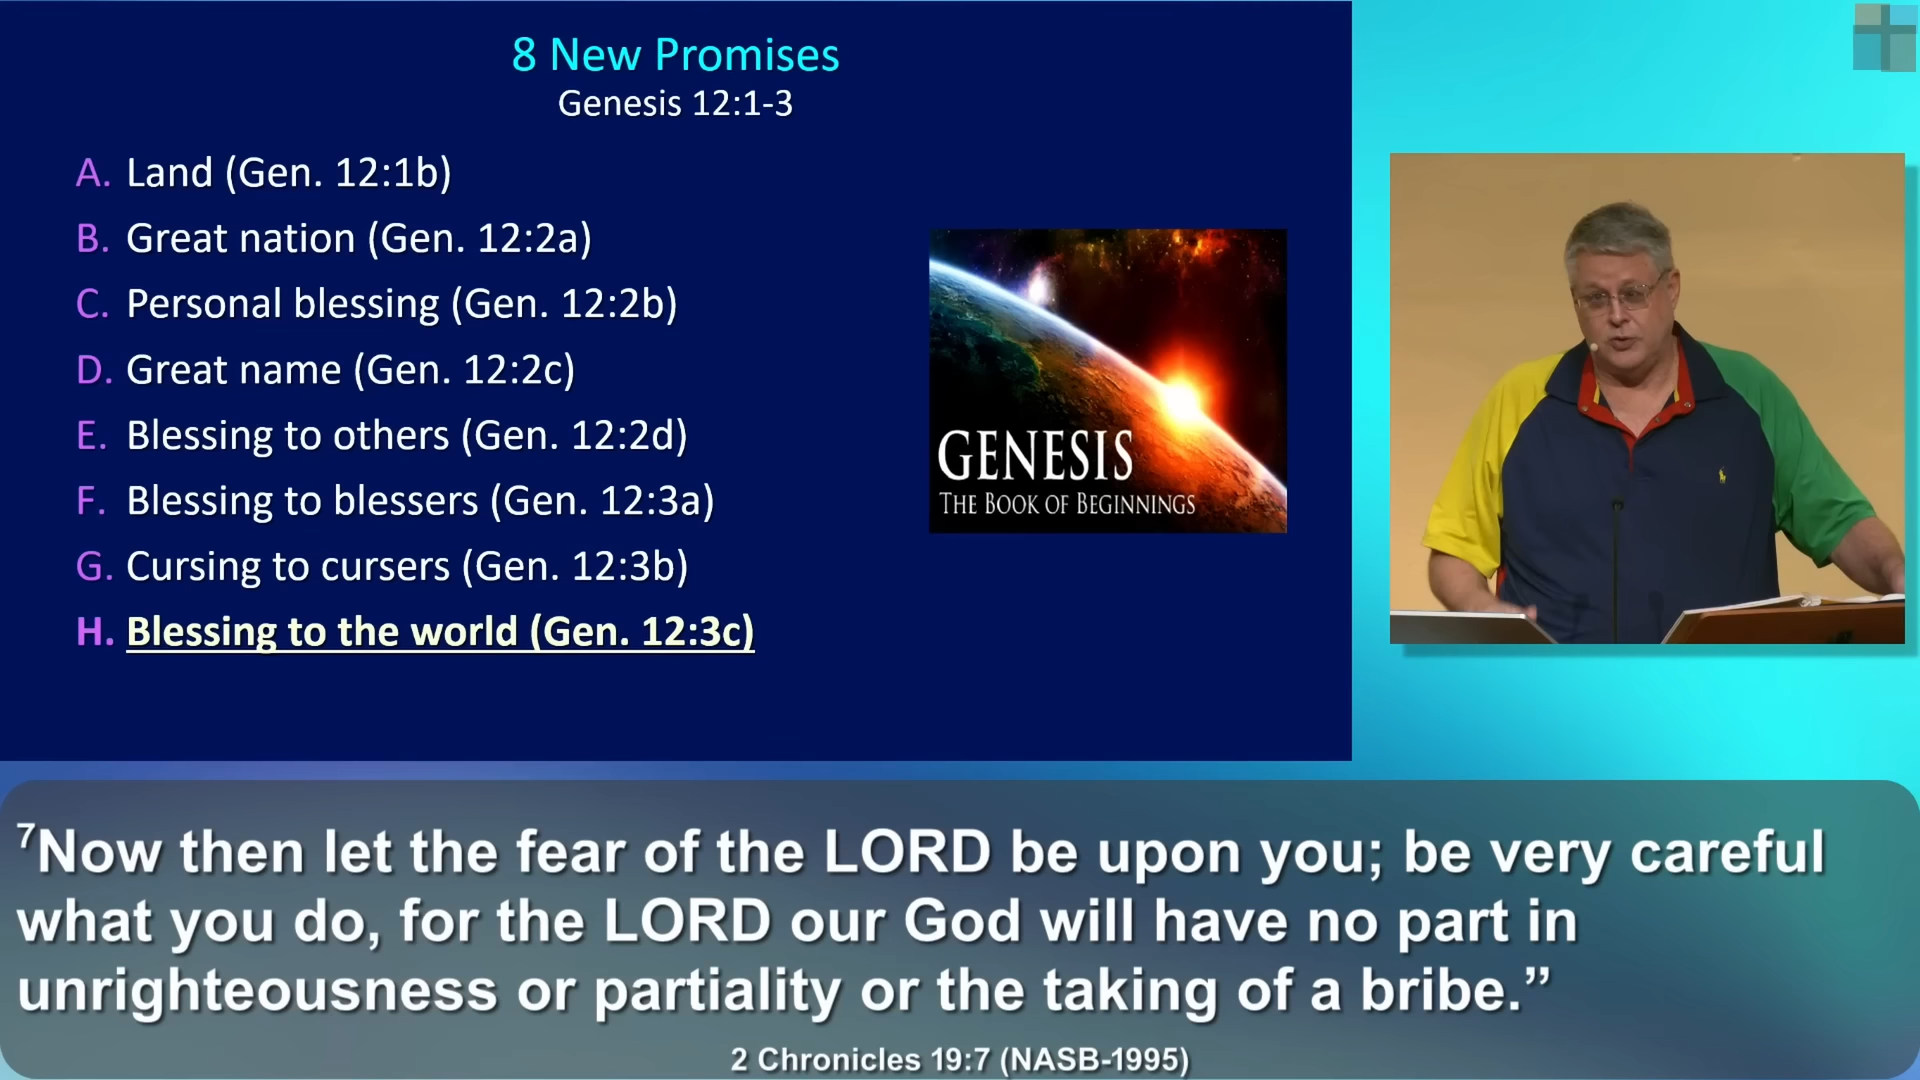 8 New Promises
Genesis 12:1-3
A. Land (Gen. 12:1b)
B. Great nation (Gen. 12:2a)
C. Personal blessing (Gen. 12:2b)
D. Great name (Gen. 12:2c)
E. Blessing to others (Gen. 12:2d)
F. Blessing to blessers (Gen. 12:3a)
G. Cursing to cursers (Gen. 12:3b)
H. Blessing to the world (Gen. 12:3c)
GENESIS
THE BOOK OF BEGINNINGS
⁷Now then let the fear of the LORD be upon you; be very careful
what you do, for the LORD our God will have no part in
unrighteousness or partiality or the taking of a bribe.”
2 Chronicles 19:7 (NASB-1995)